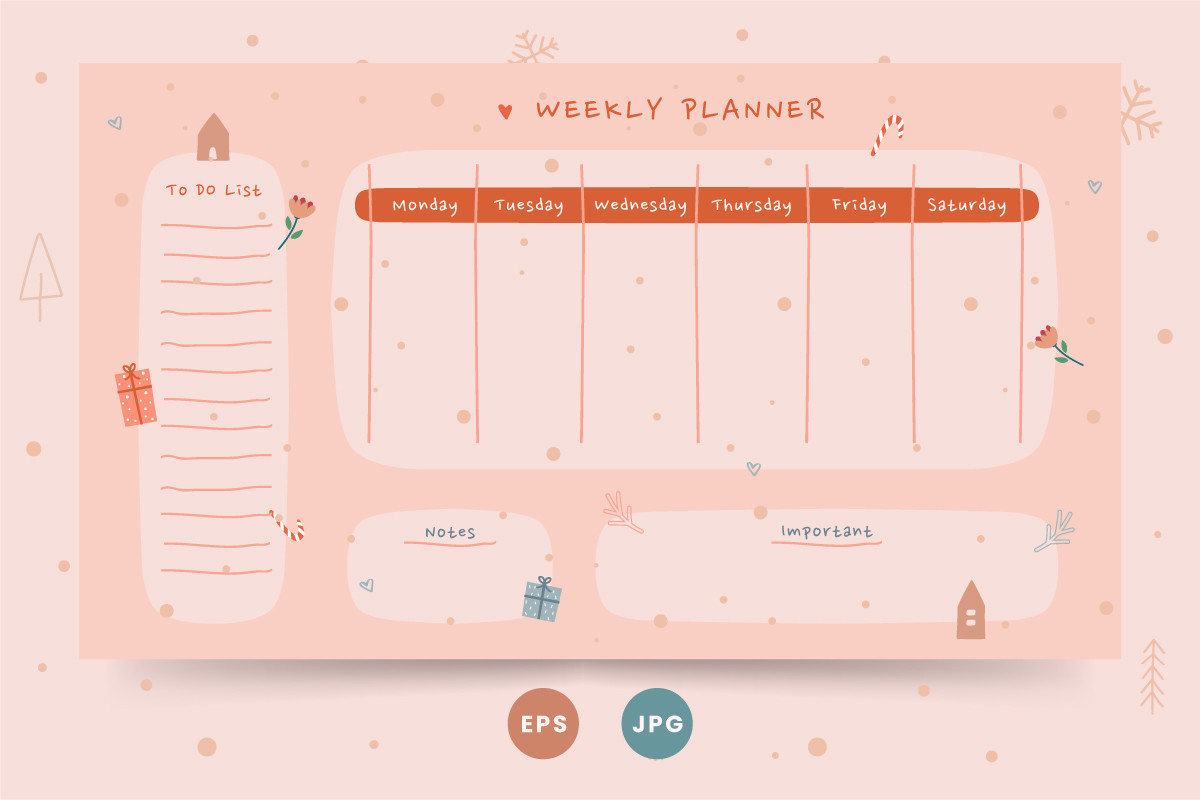 WEEKLY PLANNER
To Do List
Monday Tuesday Wednesday Thursday Friday Saturday
Notes
Important
EPS JPG